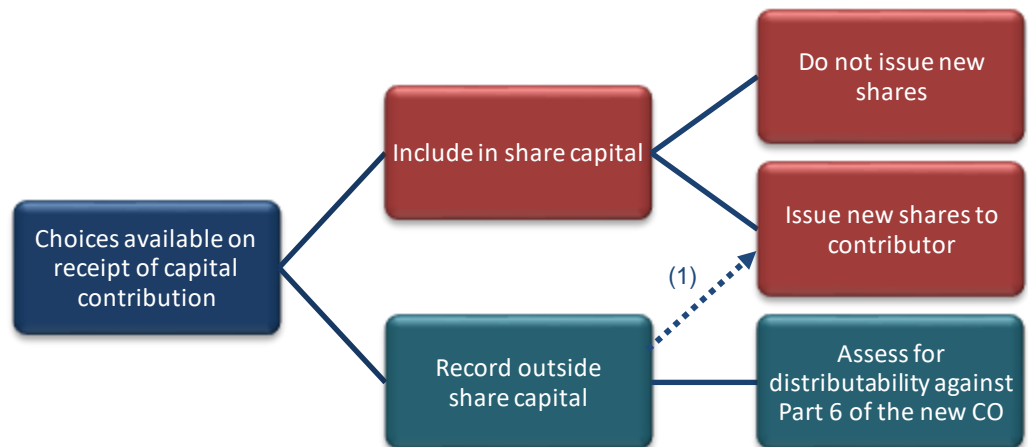 Choices available on
receipt of capital
contribution
Include in share capital
Do not issue new
shares
Issue new shares to
contributor
(1)
Record outside
share capital
Assess for
distributability against
Part 6 of the new CO